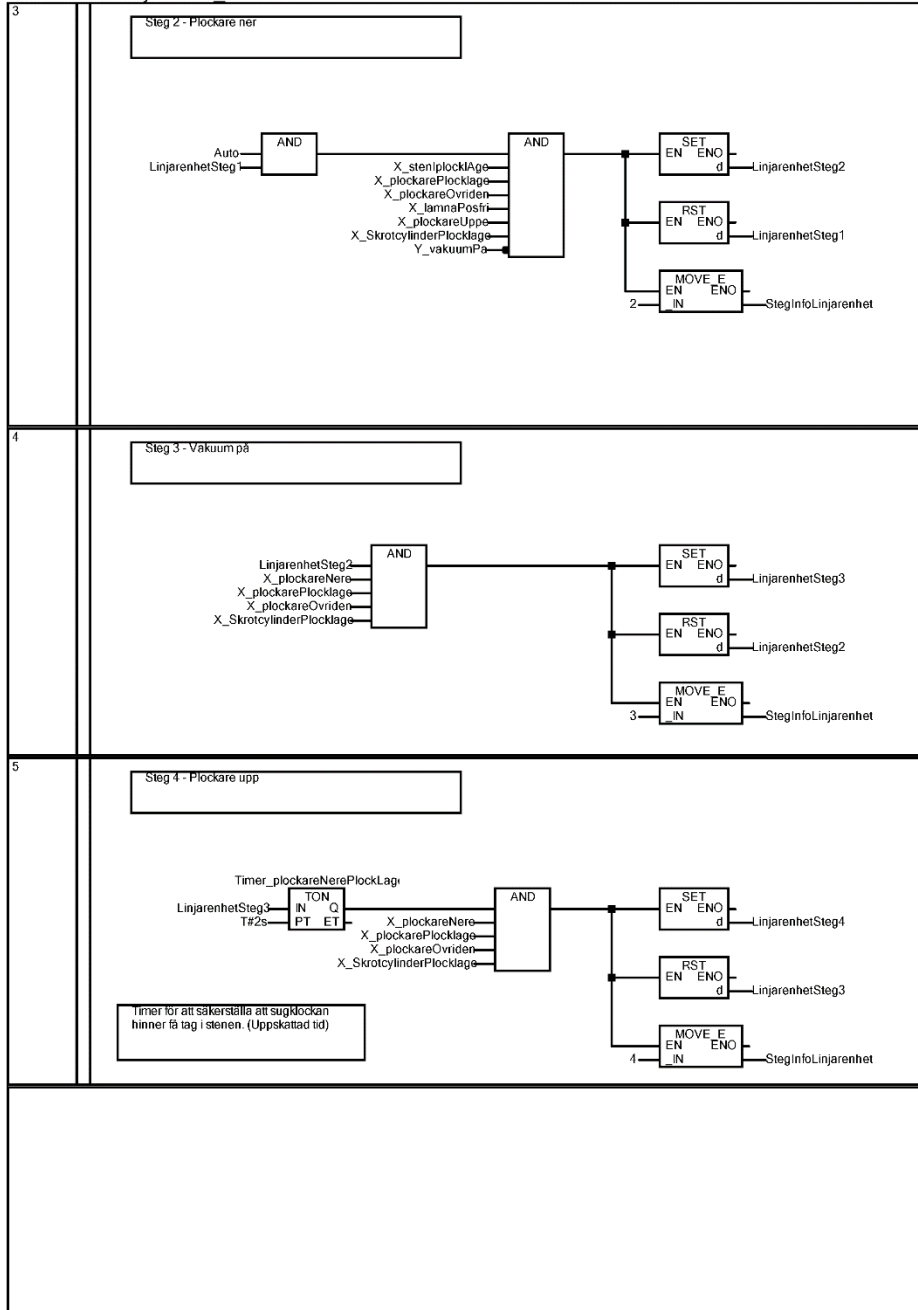 3
Steg 2 - Plockare ner
Auto
LinjarenhetSteg1
AND
X_stenIplocklAge
X_plockarePlocklage
X_plockareOvriden
X_lamnaPosfri
X_plockareUppe
X_SkrotcylinderPlocklage
Y_vakuumPa
AND
SET
EN ENO
d
LinjarenhetSteg2
RST
EN ENO
d
LinjarenhetSteg1
MOVE_E
EN ENO
2 _IN
StegInfoLinjarenhet
4
Steg 3 - Vakuum på
LinjarenhetSteg2
X_plockareNere
X_plockarePlocklage
X_plockareOvriden
X_SkrotcylinderPlocklage
AND
SET
EN ENO
d
LinjarenhetSteg3
RST
EN ENO
d
LinjarenhetSteg2
MOVE_E
EN ENO
3 _IN
StegInfoLinjarenhet
5
Steg 4 - Plockare upp
Timer_plockareNerePlockLag
TON
LinjarenhetSteg3 IN Q
T#2s PT ET
X_plockareNere
X_plockarePlocklage
X_plockareOvriden
X_SkrotcylinderPlocklage
AND
SET
EN ENO
d
LinjarenhetSteg4
RST
EN ENO
d
LinjarenhetSteg3
MOVE_E
EN ENO
4 _IN
StegInfoLinjarenhet
Timer för att säkerställa att sugklockan
hinner få tag i stenen. (Uppskattad tid)